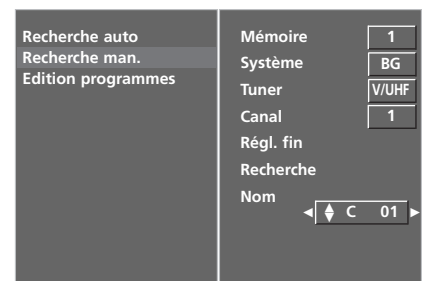 Recherche auto
Recherche man.
Edition programmes
Mémoire 1
Système BG
Tuner V/UHF
Canal 1
Régl. fin
Recherche
Nom
C 01